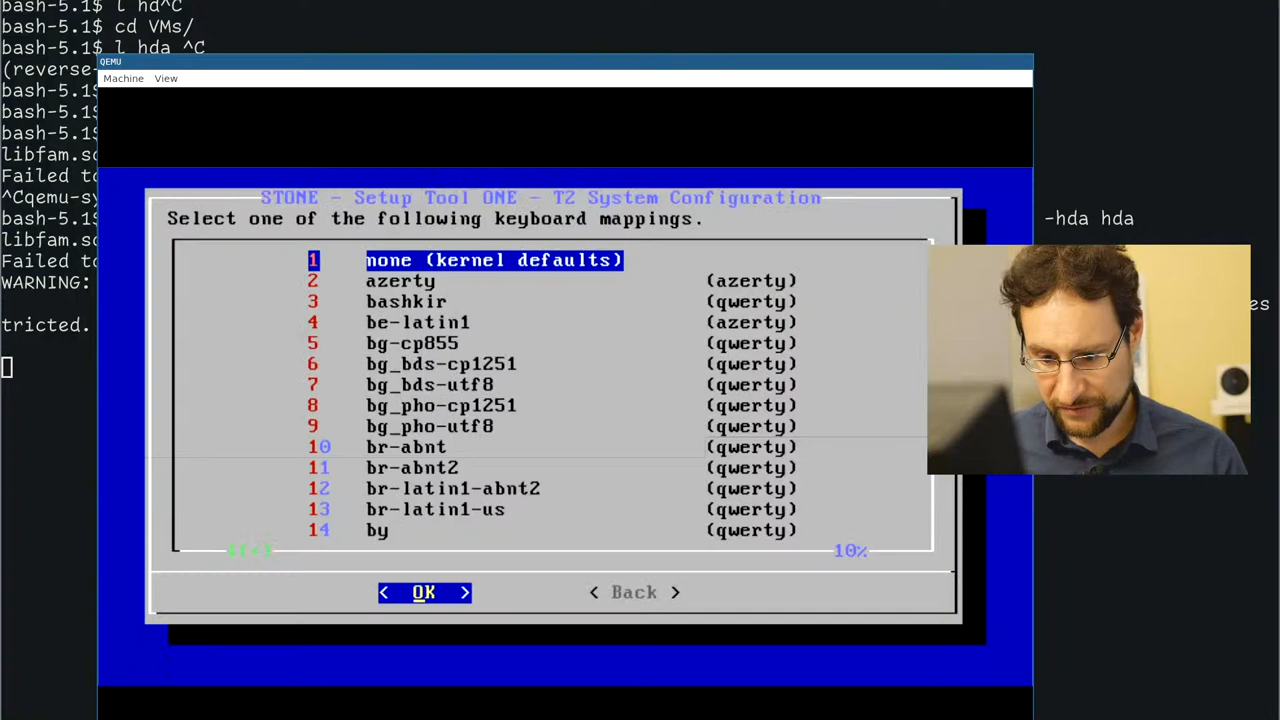 bash-5.1$ l hd^C
bash-5.1$ cd VMs/
bash-5.1$ l hda ^C
(reverse-
bash-5.1$
bash-5.1$
bash-5.1$
libfam.so
Failed to
^Cqemu-sy
bash-5.1$ -hda hda
libfam.so
Failed to
WARNING: es
tricted.
QEMU
Machine View
STONE - Setup Tool ONE - T2 System Configuration
Select one of the following keyboard mappings.
1 none (kernel defaults)
2 azerty (azerty)
3 bashkir (qwerty)
4 be-latin1 (azerty)
5 bg-cp855 (qwerty)
6 bg_bds-cp1251 (qwerty)
7 bg_bds-utf8 (qwerty)
8 bg_pho-cp1251 (qwerty)
9 bg_pho-utf8 (qwerty)
10 br-abnt (qwerty)
11 br-abnt2 (qwerty)
12 br-latin1-abnt2 (qwerty)
13 br-latin1-us (qwerty)
14 by (qwerty)
10%
< OK > < Back >